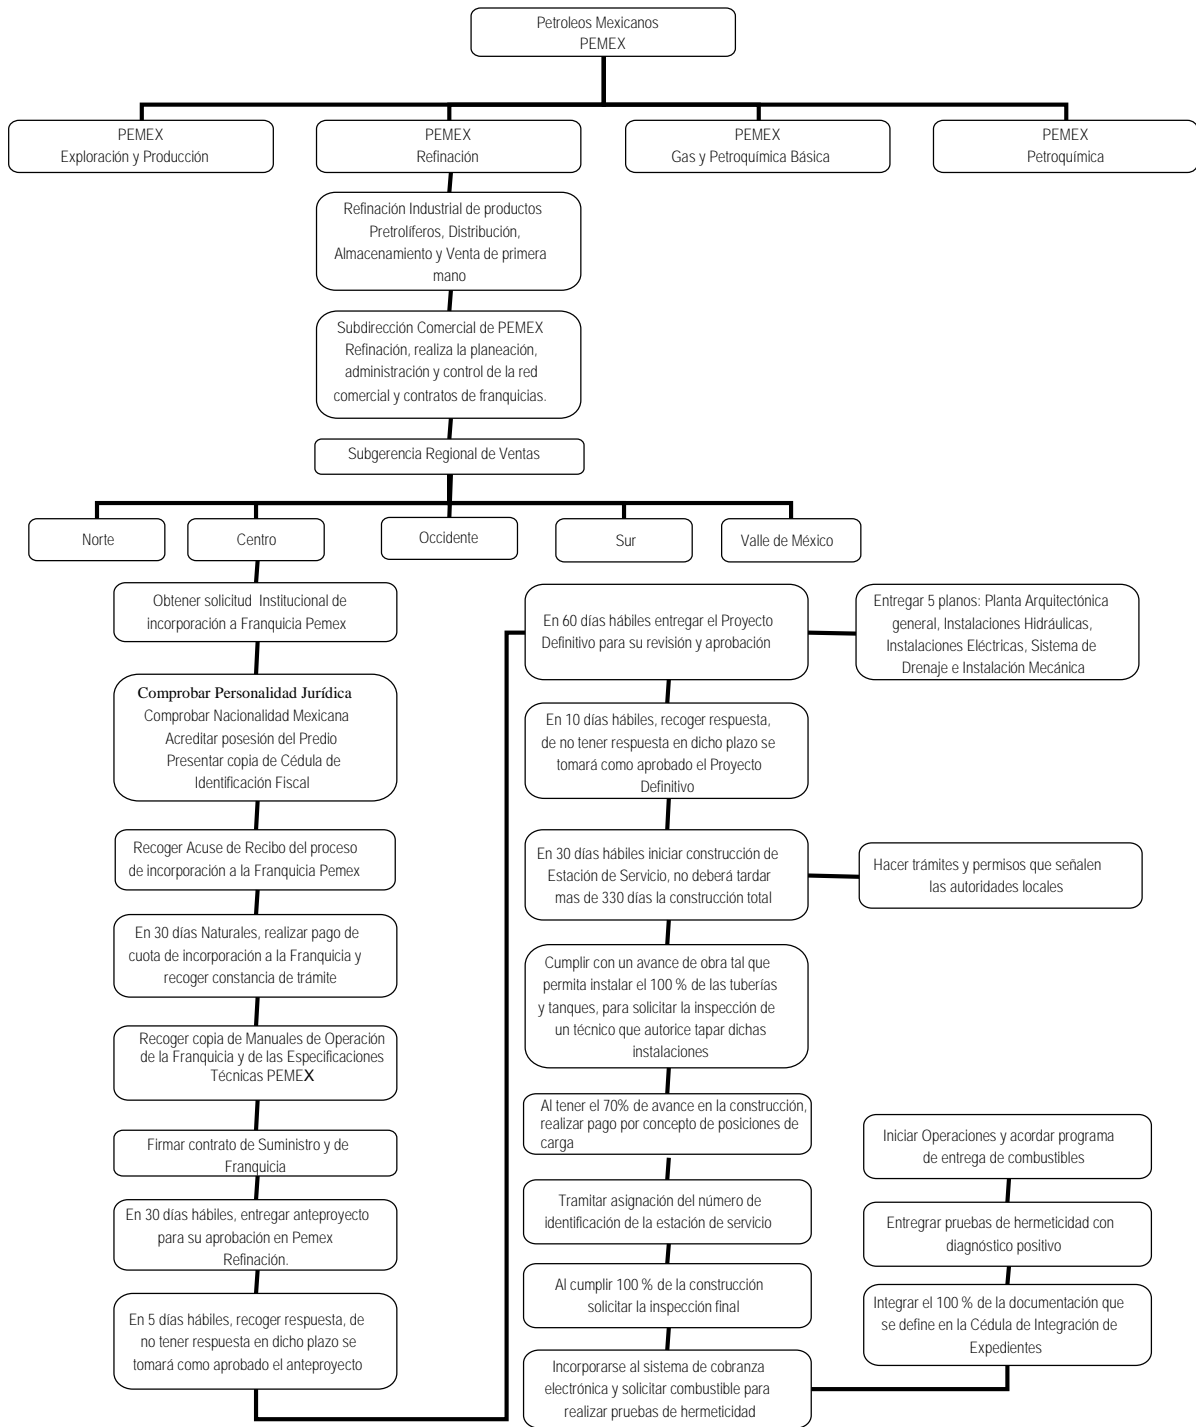 Petroleos Mexicanos
PEMEX
PEMEX
Exploración y Producción
PEMEX
Refinación
PEMEX
Gas y Petroquímica Básica
PEMEX
Petroquímica
Refinación Industrial de productos
Pretrolíferos, Distribución,
Almacenamiento y Venta de primera
mano
Subdirección Comercial de PEMEX
Refinación, realiza la planeación,
administración y control de la red
comercial y contratos de franquicias.
Subgerencia Regional de Ventas
Norte
Centro
Occidente
Sur
Valle de México
Obtener solicitud Institucional de
incorporación a Franquicia Pemex
Comprobar Personalidad Jurídica
Comprobar Nacionalidad Mexicana
Acreditar posesión del Predio
Presentar copia de Cédula de
Identificación Fiscal
Recoger Acuse de Recibo del proceso
de incorporación a la Franquicia Pemex
En 30 días Naturales, realizar pago de
cuota de incorporación a la Franquicia y
recoger constancia de trámite
Recoger copia de Manuales de Operación
de la Franquicia y de las Especificaciones
Técnicas PEMEX
Firmar contrato de Suministro y de
Franquicia
En 30 días hábiles, entregar anteproyecto
para su aprobación en Pemex
Refinación.
En 5 días hábiles, recoger respuesta, de
no tener respuesta en dicho plazo se
tomará como aprobado el anteproyecto
En 60 días hábiles entregar el Proyecto
Definitivo para su revisión y aprobación
Entregar 5 planos: Planta Arquitectónica
general, Instalaciones Hidráulicas,
Instalaciones Eléctricas, Sistema de
Drenaje e Instalación Mecánica
En 10 días hábiles, recoger respuesta,
de no tener respuesta en dicho plazo se
tomará como aprobado el Proyecto
Definitivo
En 30 días hábiles iniciar construcción de
Estación de Servicio, no deberá tardar
mas de 330 días la construcción total
Hacer trámites y permisos que señalen
las autoridades locales
Cumplir con un avance de obra tal que
permita instalar el 100 % de las tuberías
y tanques, para solicitar la inspección de
un técnico que autorice tapar dichas
instalaciones
Al tener el 70% de avance en la construcción,
realizar pago por concepto de posiciones de
carga
Tramitar asignación del número de
identificación de la estación de servicio
Al cumplir 100 % de la construcción
solicitar la inspección final
Incorporarse al sistema de cobranza
electrónica y solicitar combustible para
realizar pruebas de hermeticidad
Iniciar Operaciones y acordar programa
de entrega de combustibles
Entregrar pruebas de hermeticidad con
diagnóstico positivo
Integrar el 100 % de la documentación que
se define en la Cédula de Integración de
Expedientes